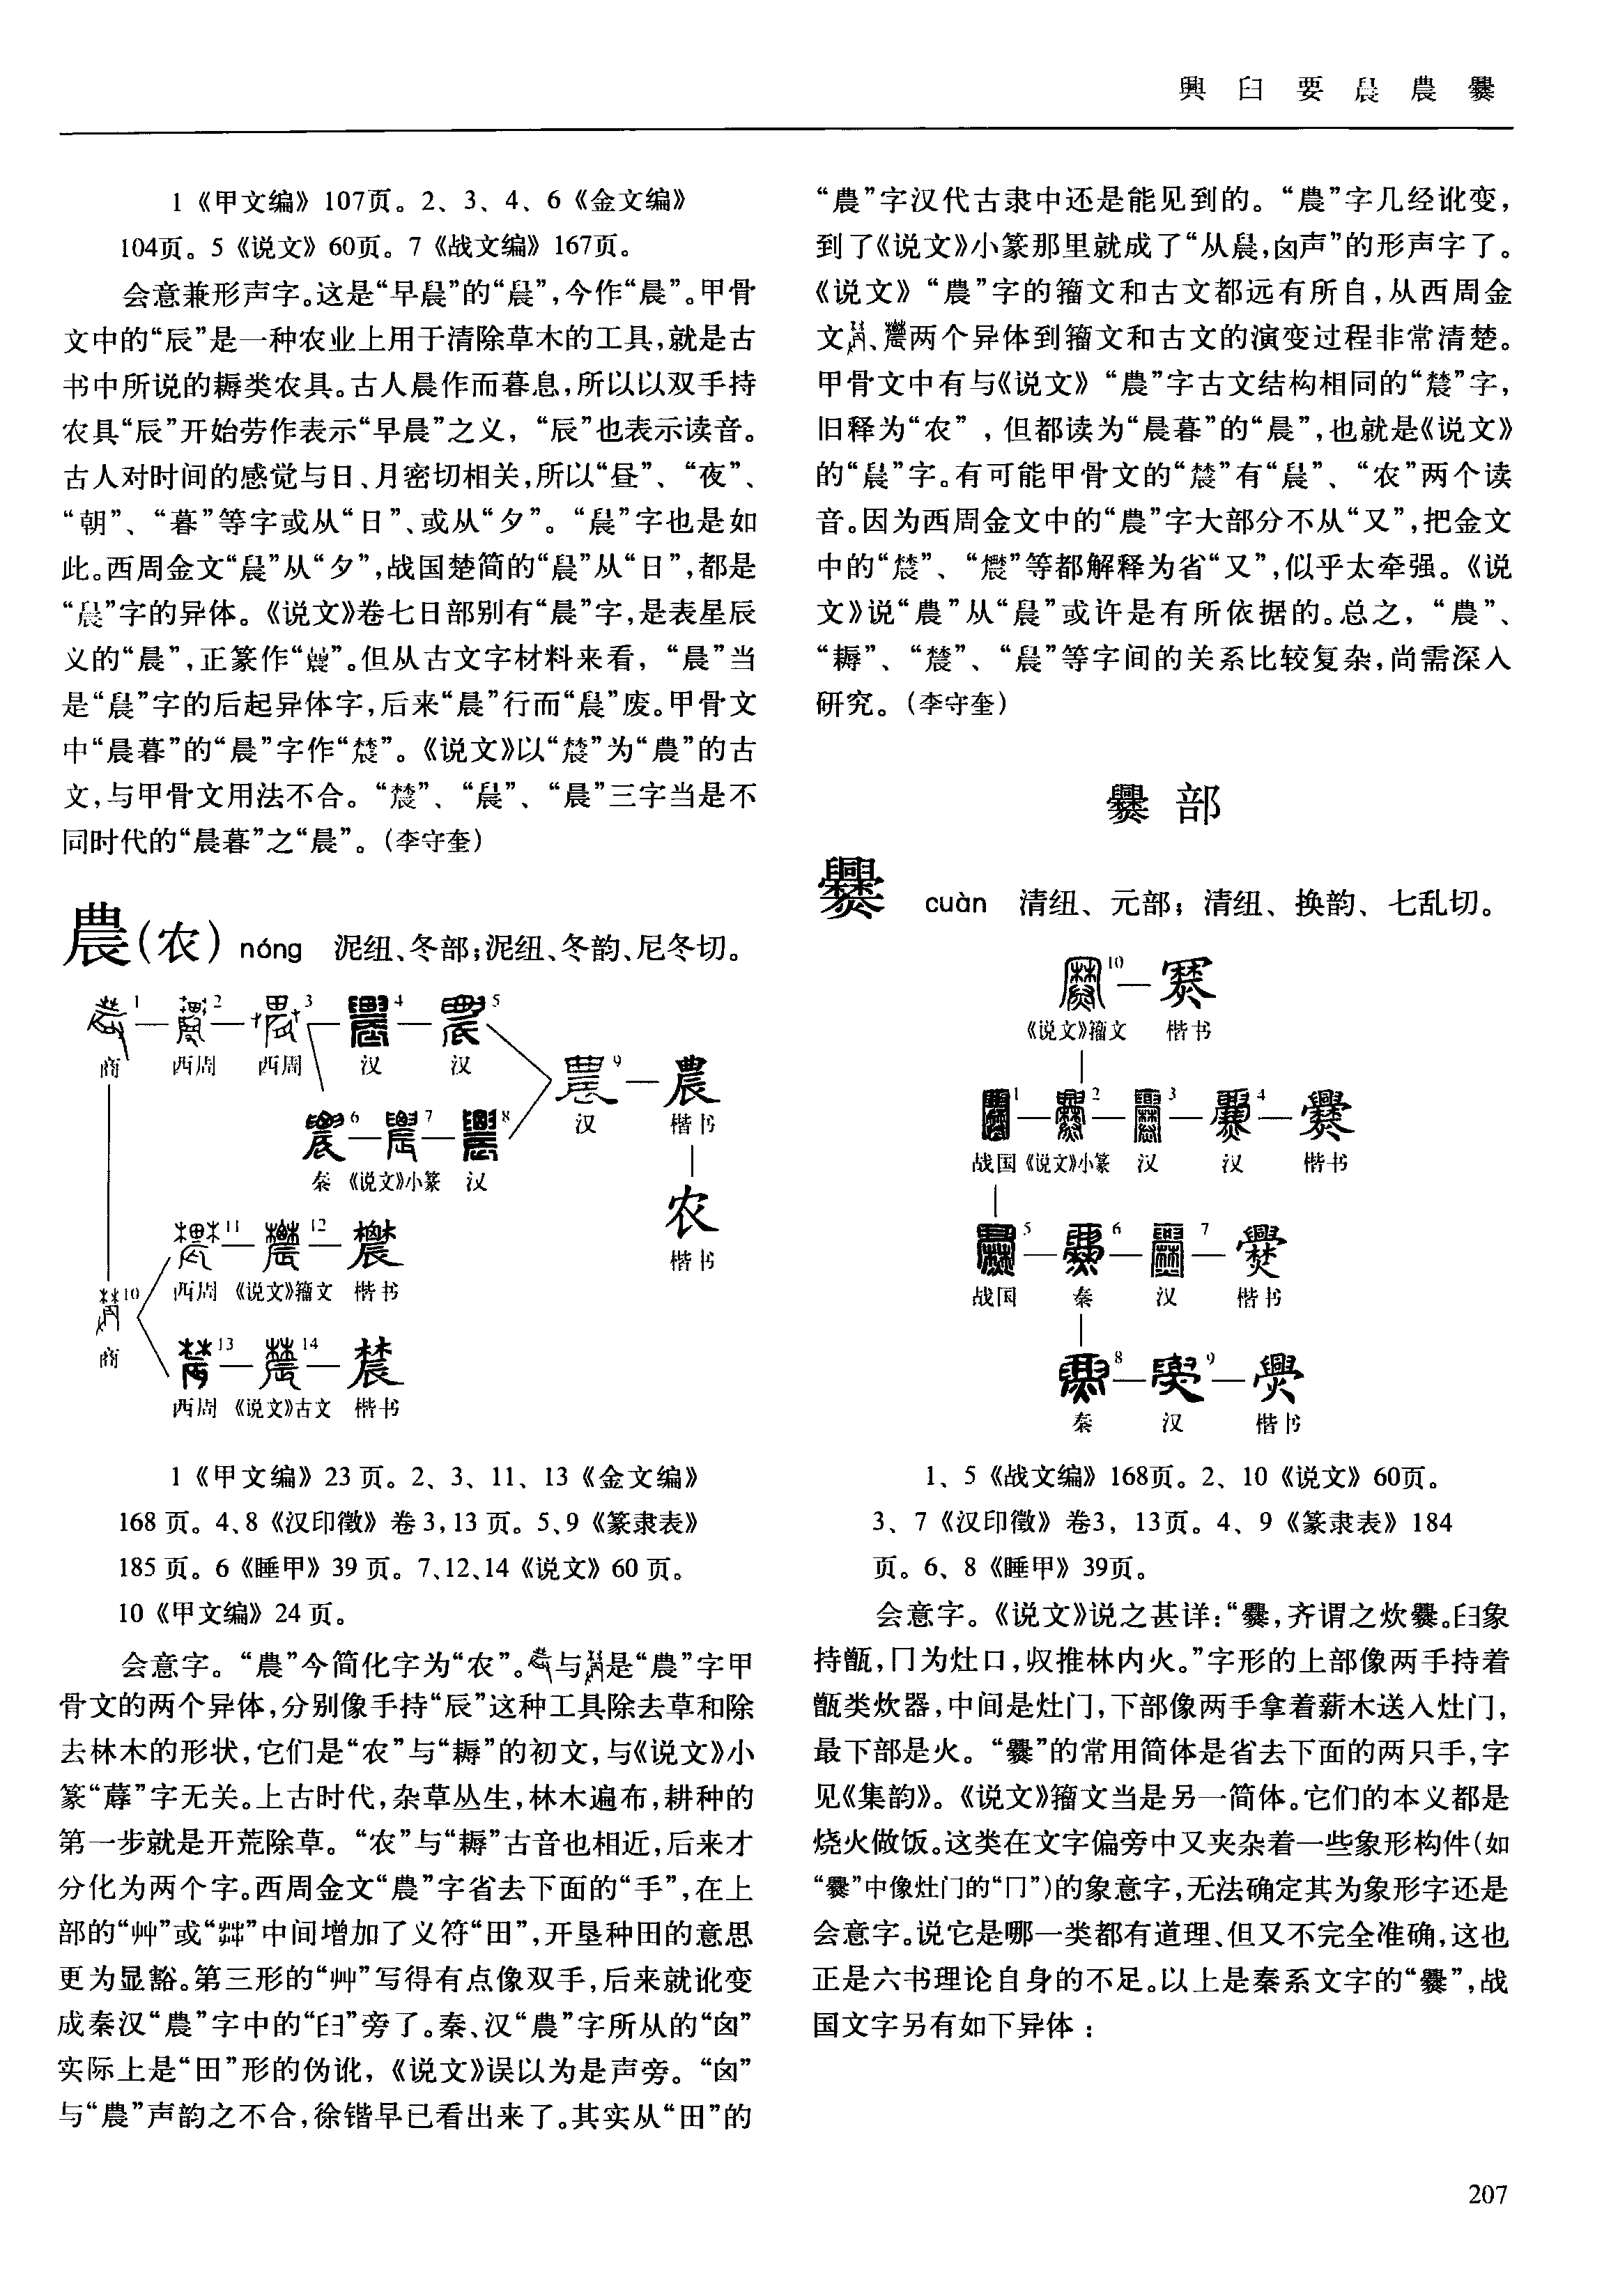 興 𦥑 要 䢅 農 爨
1《甲文编》107页。2、3、4、6《金文编》
104页。5《说文》60页。7《战文编》167页。
会意兼形声字。这是“早䢅”的“䢅”,今作“晨”。甲骨
文中的“辰”是一种农业上用于清除草木的工具,就是古
书中所说的耨类农具。古人晨作而暮息,所以以双手持
农具“辰”开始劳作表示“早晨”之义,“辰”也表示读音。
古人对时间的感觉与日、月密切相关,所以“昼”、“夜”、
“朝”、“暮”等字或从“日”、或从“夕”。“䢅”字也是如
此。西周金文“䢅”从“夕”,战国楚简的“䢅”从“日”,都是
“䢅”字的异体。《说文》卷七日部别有“晨”字,是表星辰
义的“晨”,正篆作“曟”。但从古文字材料来看,“晨”当
是“䢅”字的后起异体字,后来“晨”行而“䢅”废。甲骨文
中“晨暮”的“晨”字作“𦱪”。《说文》以“𦱪”为“農”的古
文,与甲骨文用法不合。“𦱪”、“䢅”、“晨”三字当是不
同时代的“晨暮”之“晨”。(李守奎)
農(农) nóng 泥纽、冬部;泥纽、冬韵、尼冬切。
1 2 3 4 5
商 西周 西周 汉 汉
9 農
汉 楷书
6 7 8
秦 《说文》小篆 汉
农
楷书
11 12
西周 《说文》籀文 楷书
10
商
13 14
西周 《说文》古文 楷书
1《甲文编》23页。2、3、11、13《金文编》
168页。4、8《汉印徵》卷3,13页。5、9《篆隶表》
185页。6《睡甲》39页。7、12、14《说文》60页。
10《甲文编》24页。
会意字。“農”今简化字为“农”。与是“農”字甲
骨文的两个异体,分别像手持“辰”这种工具除去草和除
去林木的形状,它们是“农”与“耨”的初文,与《说文》小
篆“蓐”字无关。上古时代,杂草丛生,林木遍布,耕种的
第一步就是开荒除草。“农”与“耨”古音也相近,后来才
分化为两个字。西周金文“農”字省去下面的“手”,在上
部的“艸”或“茻”中间增加了义符“田”,开垦种田的意思
更为显豁。第三形的“艸”写得有点像双手,后来就讹变
成秦汉“農”字中的“𦥑”旁了。秦、汉“農”字所从的“囟”
实际上是“田”形的伪讹,《说文》误以为是声旁。“囟”
与“農”声韵之不合,徐锴早已看出来了。其实从“田”的
“農”字汉代古隶中还是能见到的。“農”字几经讹变,
到了《说文》小篆那里就成了“从䢅,囟声”的形声字了。
《说文》“農”字的籀文和古文都远有所自,从西周金
文、两个异体到籀文和古文的演变过程非常清楚。
甲骨文中有与《说文》“農”字古文结构相同的“𦱪”字,
旧释为“农”,但都读为“晨暮”的“晨”,也就是《说文》
的“䢅”字。有可能甲骨文的“𦱪”有“䢅”、“农”两个读
音。因为西周金文中的“農”字大部分不从“又”,把金文
中的“𦱪”、“”等都解释为省“又”,似乎太牵强。《说
文》说“農”从“䢅”或许是有所依据的。总之,“農”、
“耨”、“𦱪”、“䢅”等字间的关系比较复杂,尚需深入
研究。(李守奎)
爨 部
爨 cuàn 清纽、元部;清纽、换韵、七乱切。
10
《说文》籀文 楷书
1 2 3 4 爨
战国 《说文》小篆 汉 汉 楷书
5 6 7
战国 秦 汉 楷书
8 9
秦 汉 楷书
1、5《战文编》168页。2、10《说文》60页。
3、7《汉印徵》卷3,13页。4、9《篆隶表》184
页。6、8《睡甲》39页。
会意字。《说文》说之甚详:“爨,齐谓之炊爨。𦥑象
持甑,冂为灶口,廾推林内火。”字形的上部像两手持着
甑类炊器,中间是灶门,下部像两手拿着薪木送入灶门,
最下部是火。“爨”的常用简体是省去下面的两只手,字
见《集韵》。《说文》籀文当是另一简体。它们的本义都是
烧火做饭。这类在文字偏旁中又夹杂着一些象形构件(如
“爨”中像灶门的“冂”)的象意字,无法确定其为象形字还是
会意字。说它是哪一类都有道理、但又不完全准确,这也
正是六书理论自身的不足。以上是秦系文字的“爨”,战
国文字另有如下异体:
207